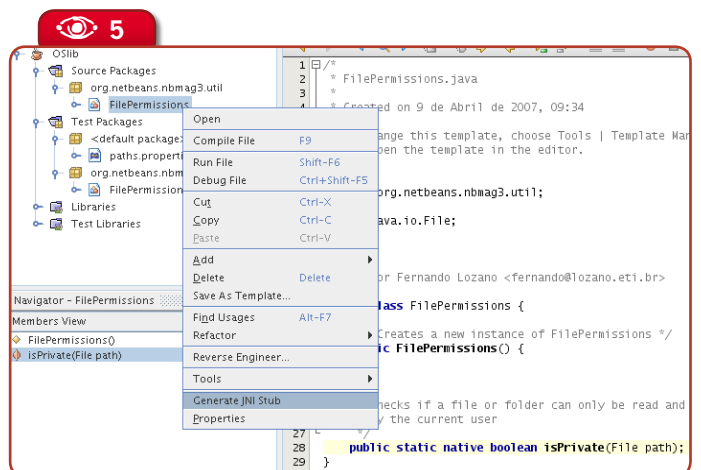 5
OSlib
Source Packages
org.netbeans.nbmag3.util
FilePermissions
Test Packages
<default package>
paths.properti
org.netbeans.nbm
FilePermission
Libraries
Test Libraries
Navigator - FilePermissions
Members View
FilePermissions()
isPrivate(File path)
Open
Compile File F9
Run File Shift-F6
Debug File Ctrl+Shift-F5
Cut Ctrl-X
Copy Ctrl-C
Paste Ctrl-V
Add
Delete Delete
Save As Template...
Find Usages Alt-F7
Refactor
Reverse Engineer...
Tools
Generate JNI Stub
Properties
1 /*
2 * FilePermissions.java
3 *
4 * Created on 9 de Abril de 2007, 09:34
ange this template, choose Tools | Template Mar
pen the template in the editor.
org.netbeans.nbmag3.util;
ava.io.File;
or Fernando Lozano <fernando@lozano.eti.br>
lass FilePermissions {
Creates a new instance of FilePermissions */
ic FilePermissions() {
hecks if a file or folder can only be read and
y the current user
27 */
28 public static native boolean isPrivate(File path);
29 }